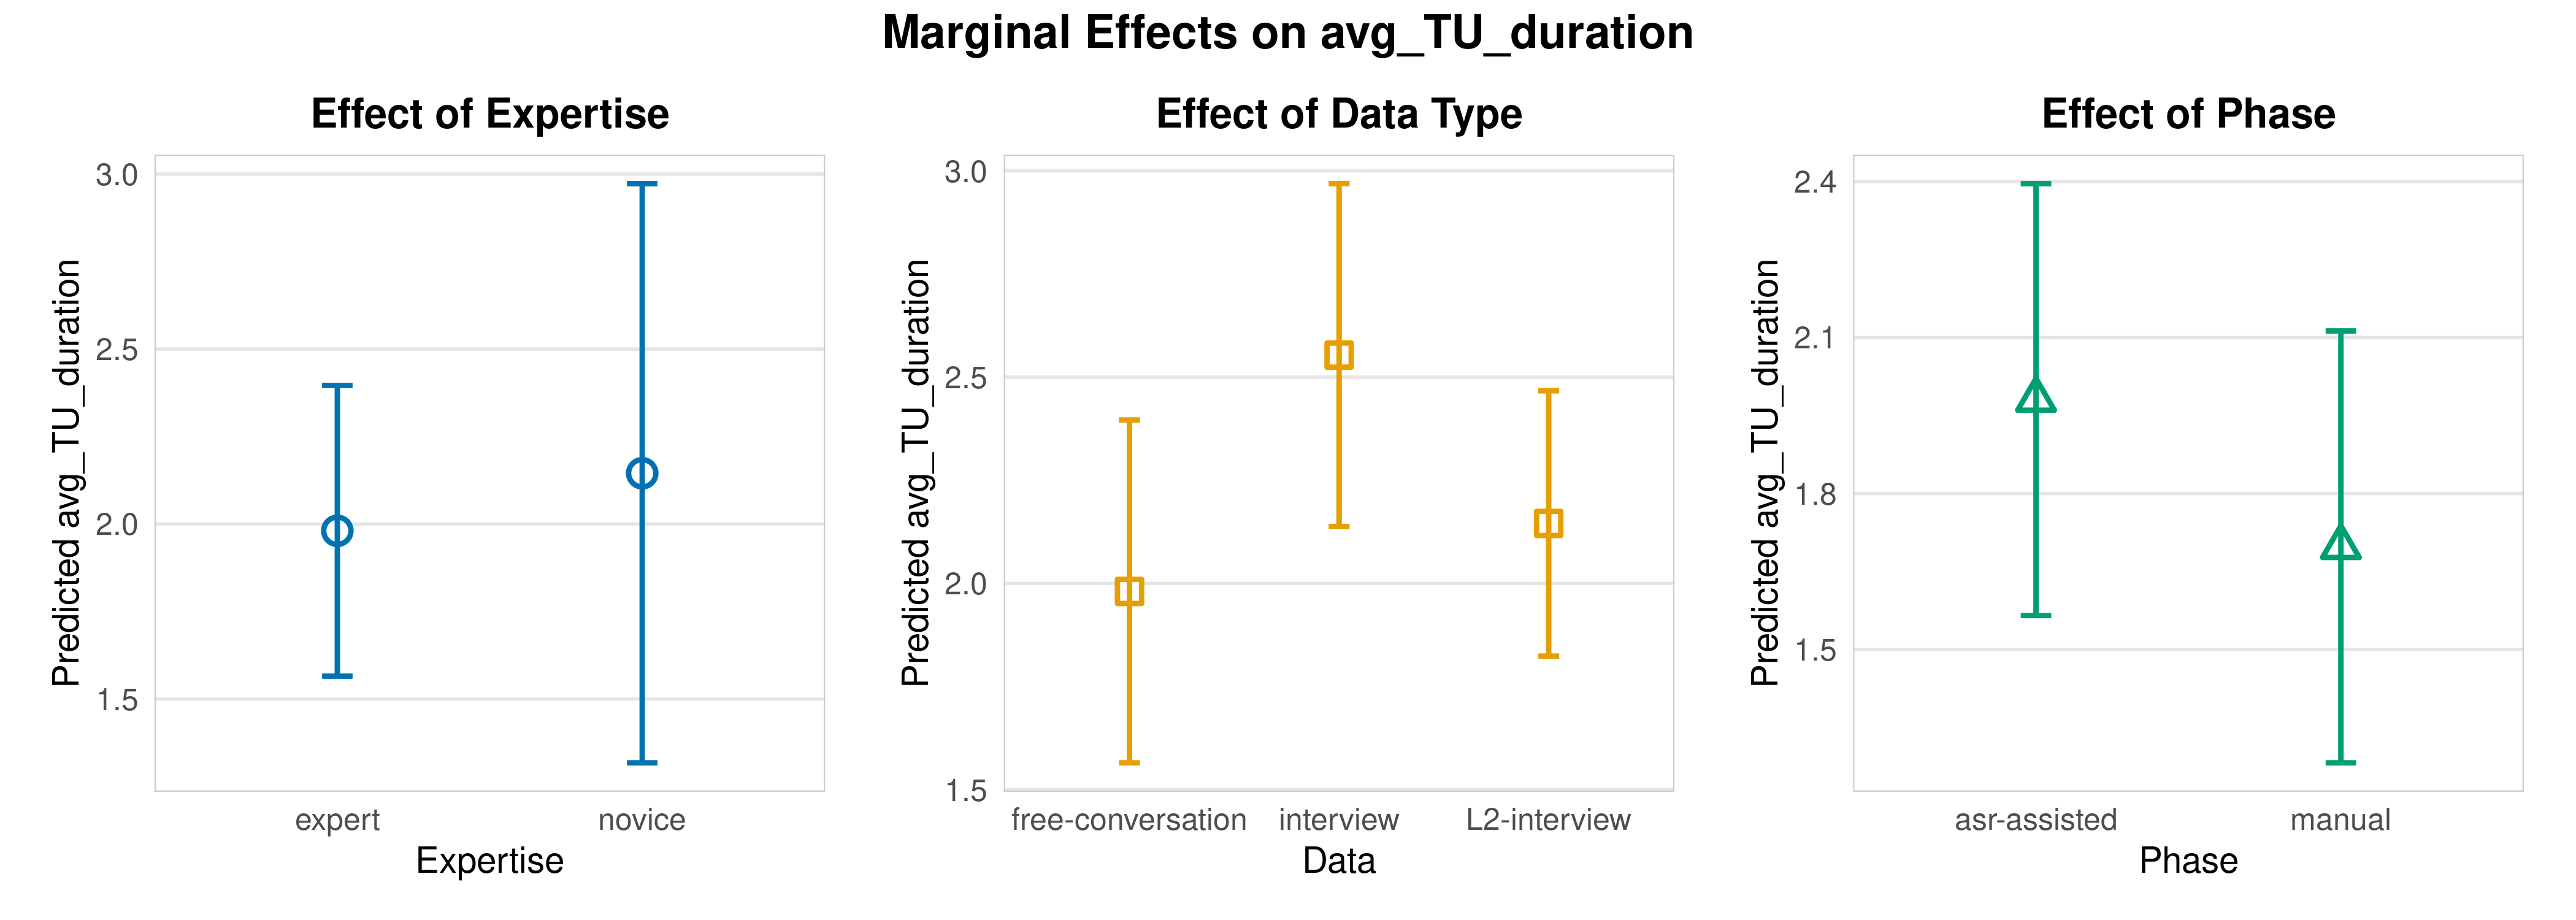 Marginal Effects on avg_TU_duration
Effect of Expertise
Predicted avg_TU_duration
3.0
2.5
2.0
1.5
expert novice
Expertise
Effect of Data Type
Predicted avg_TU_duration
3.0
2.5
2.0
1.5
free-conversation interview L2-interview
Data
Effect of Phase
Predicted avg_TU_duration
2.4
2.1
1.8
1.5
asr-assisted manual
Phase